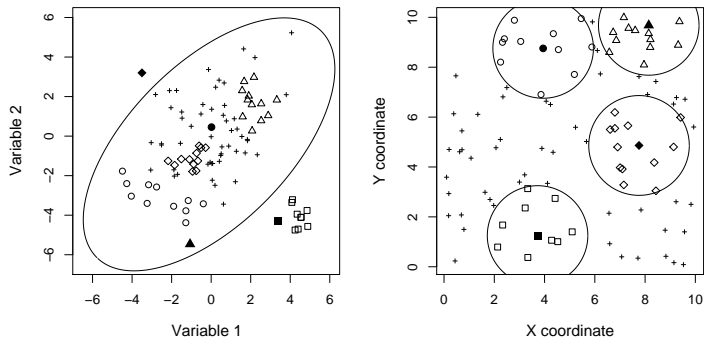 Variable 2
6
4
2
0
−2
−4
−6
−6 −4 −2 0 2 4 6
Variable 1
Y coordinate
10
8
6
4
2
0
0 2 4 6 8 10
X coordinate